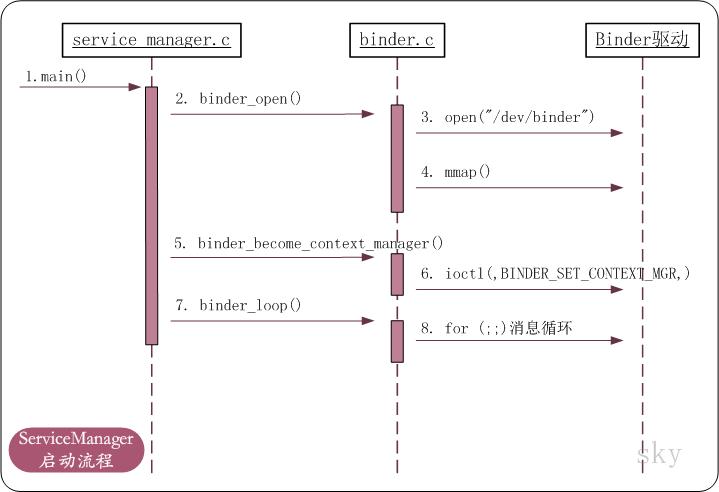 service manager.c
binder.c
Binder驱动
1.main()
2. binder_open()
3. open("/dev/binder")
4. mmap()
5. binder_become_context_manager()
6. ioctl(,BINDER_SET_CONTEXT_MGR,)
7. binder_loop()
8. for (;;)消息循环
ServiceManager
启动流程
sky